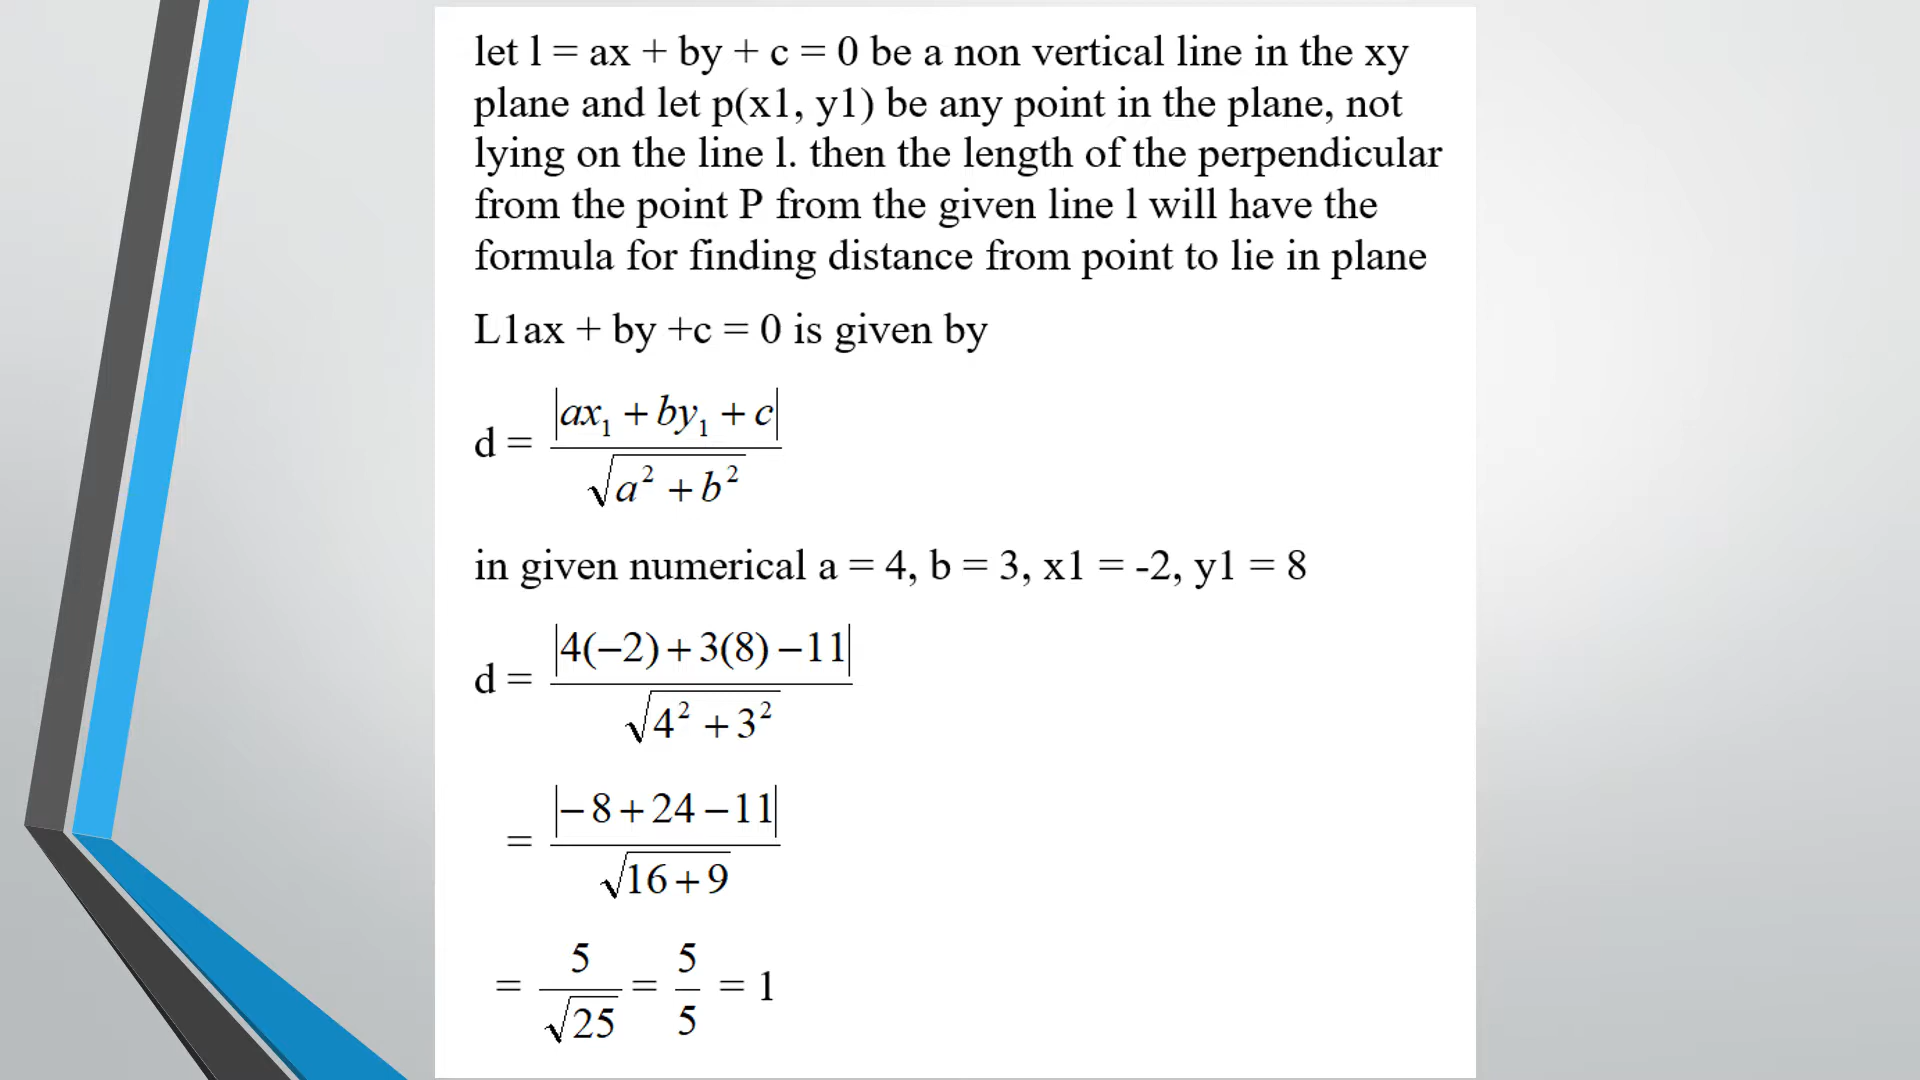 let l = ax + by + c = 0 be a non vertical line in the xy
plane and let p(x1, y1) be any point in the plane, not
lying on the line l. then the length of the perpendicular
from the point P from the given line l will have the
formula for finding distance from point to lie in plane
L1ax + by +c = 0 is given by
d = |ax₁ + by₁ + c| / √(a² + b²)
in given numerical a = 4, b = 3, x1 = -2, y1 = 8
d = |4(−2) + 3(8) − 11| / √(4² + 3²)
= |−8 + 24 − 11| / √(16 + 9)
= 5/√25 = 5/5 = 1